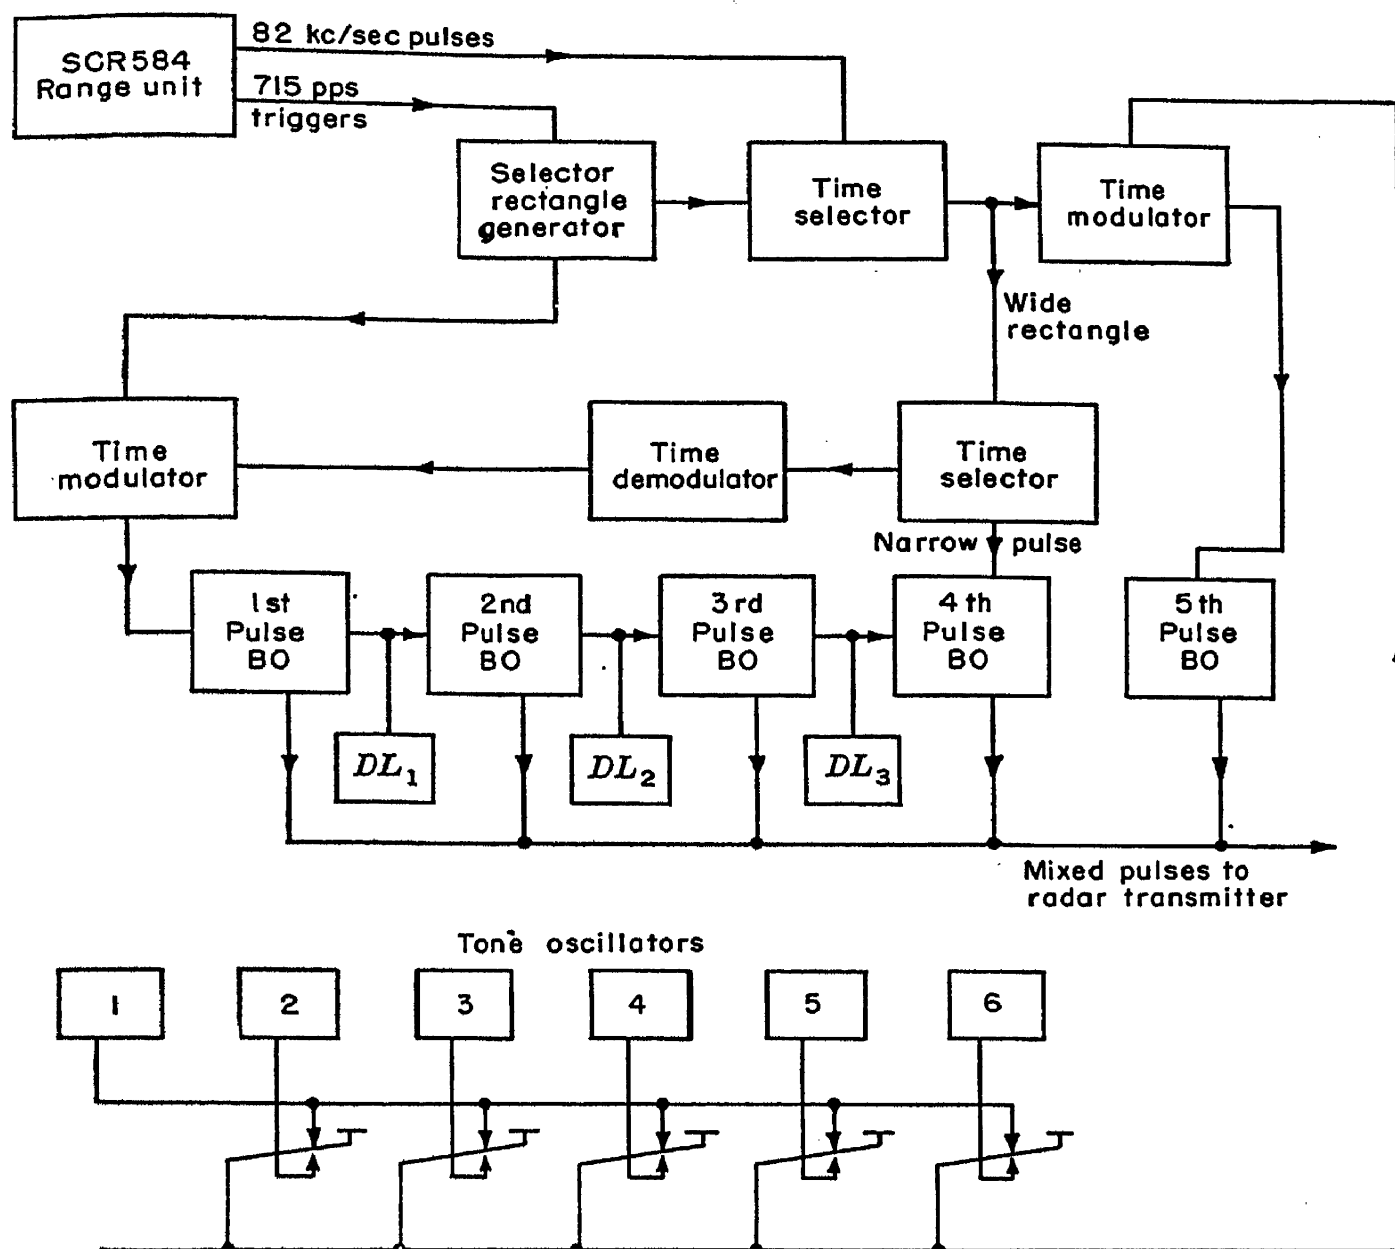 SCR584
Range unit
82 kc/sec pulses
715 pps
triggers
Selector
rectangle
generator
Time
selector
Time
modulator
Wide
rectangle
Time
modulator
Time
demodulator
Time
selector
Narrow pulse
1st
Pulse
BO
2nd
Pulse
BO
3rd
Pulse
BO
4th
Pulse
BO
5th
Pulse
BO
DL1
DL2
DL3
Mixed pulses to
radar transmitter
Tone oscillators
1
2
3
4
5
6